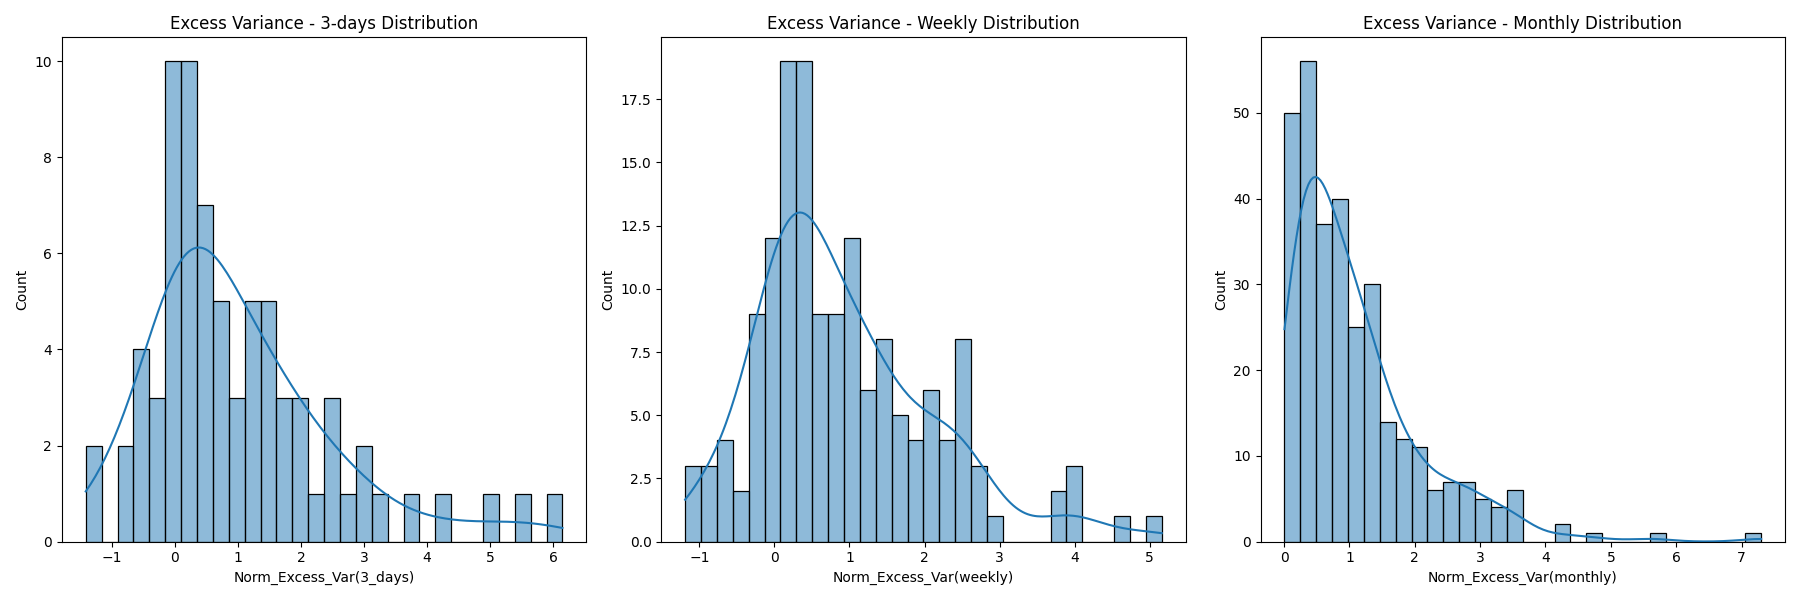 Excess Variance - 3-days Distribution
10
8
6
4
2
0
Count
−1 0 1 2 3 4 5 6
Norm_Excess_Var(3_days)
Excess Variance - Weekly Distribution
17.5
15.0
12.5
10.0
7.5
5.0
2.5
0.0
Count
−1 0 1 2 3 4 5
Norm_Excess_Var(weekly)
Excess Variance - Monthly Distribution
50
40
30
20
10
0
Count
0 1 2 3 4 5 6 7
Norm_Excess_Var(monthly)